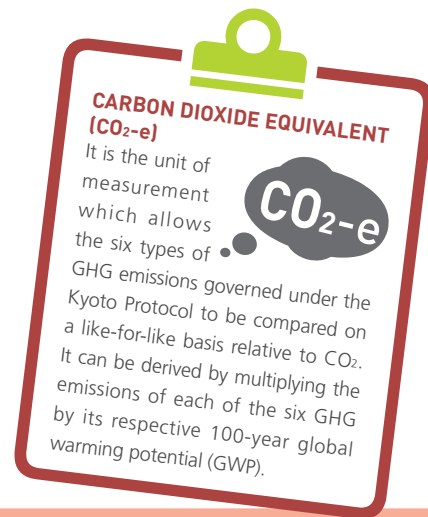 CARBON DIOXIDE EQUIVALENT
(CO₂-e)
It is the unit of
measurement
which allows
the six types of
CO₂-e
GHG emissions governed under the
Kyoto Protocol to be compared on
a like-for-like basis relative to CO₂.
It can be derived by multiplying the
emissions of each of the six GHG
by its respective 100-year global
warming potential (GWP).